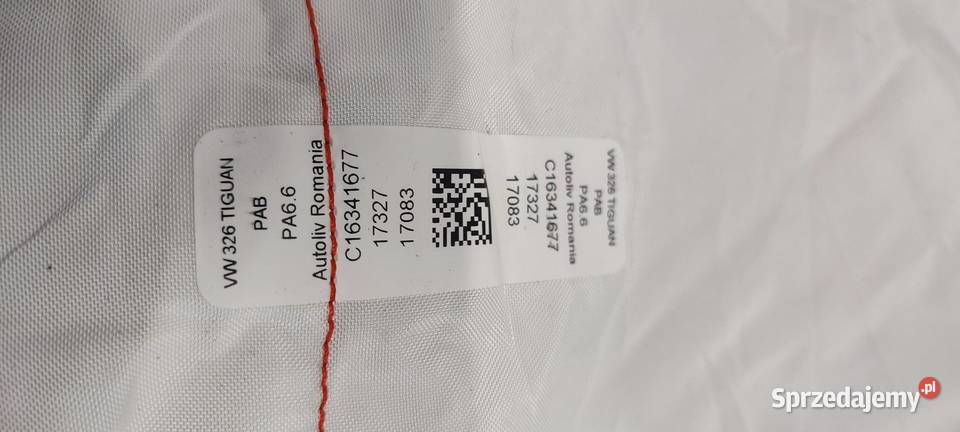 VW 326 TIGUAN
PAB
PA6.6
Autoliv Romania
C16341677
17327
17083
VW 326 TIGUAN
PAB
PA6.6
Autoliv Romania
C16341677
17327
17083
Sprzedajemy.pl